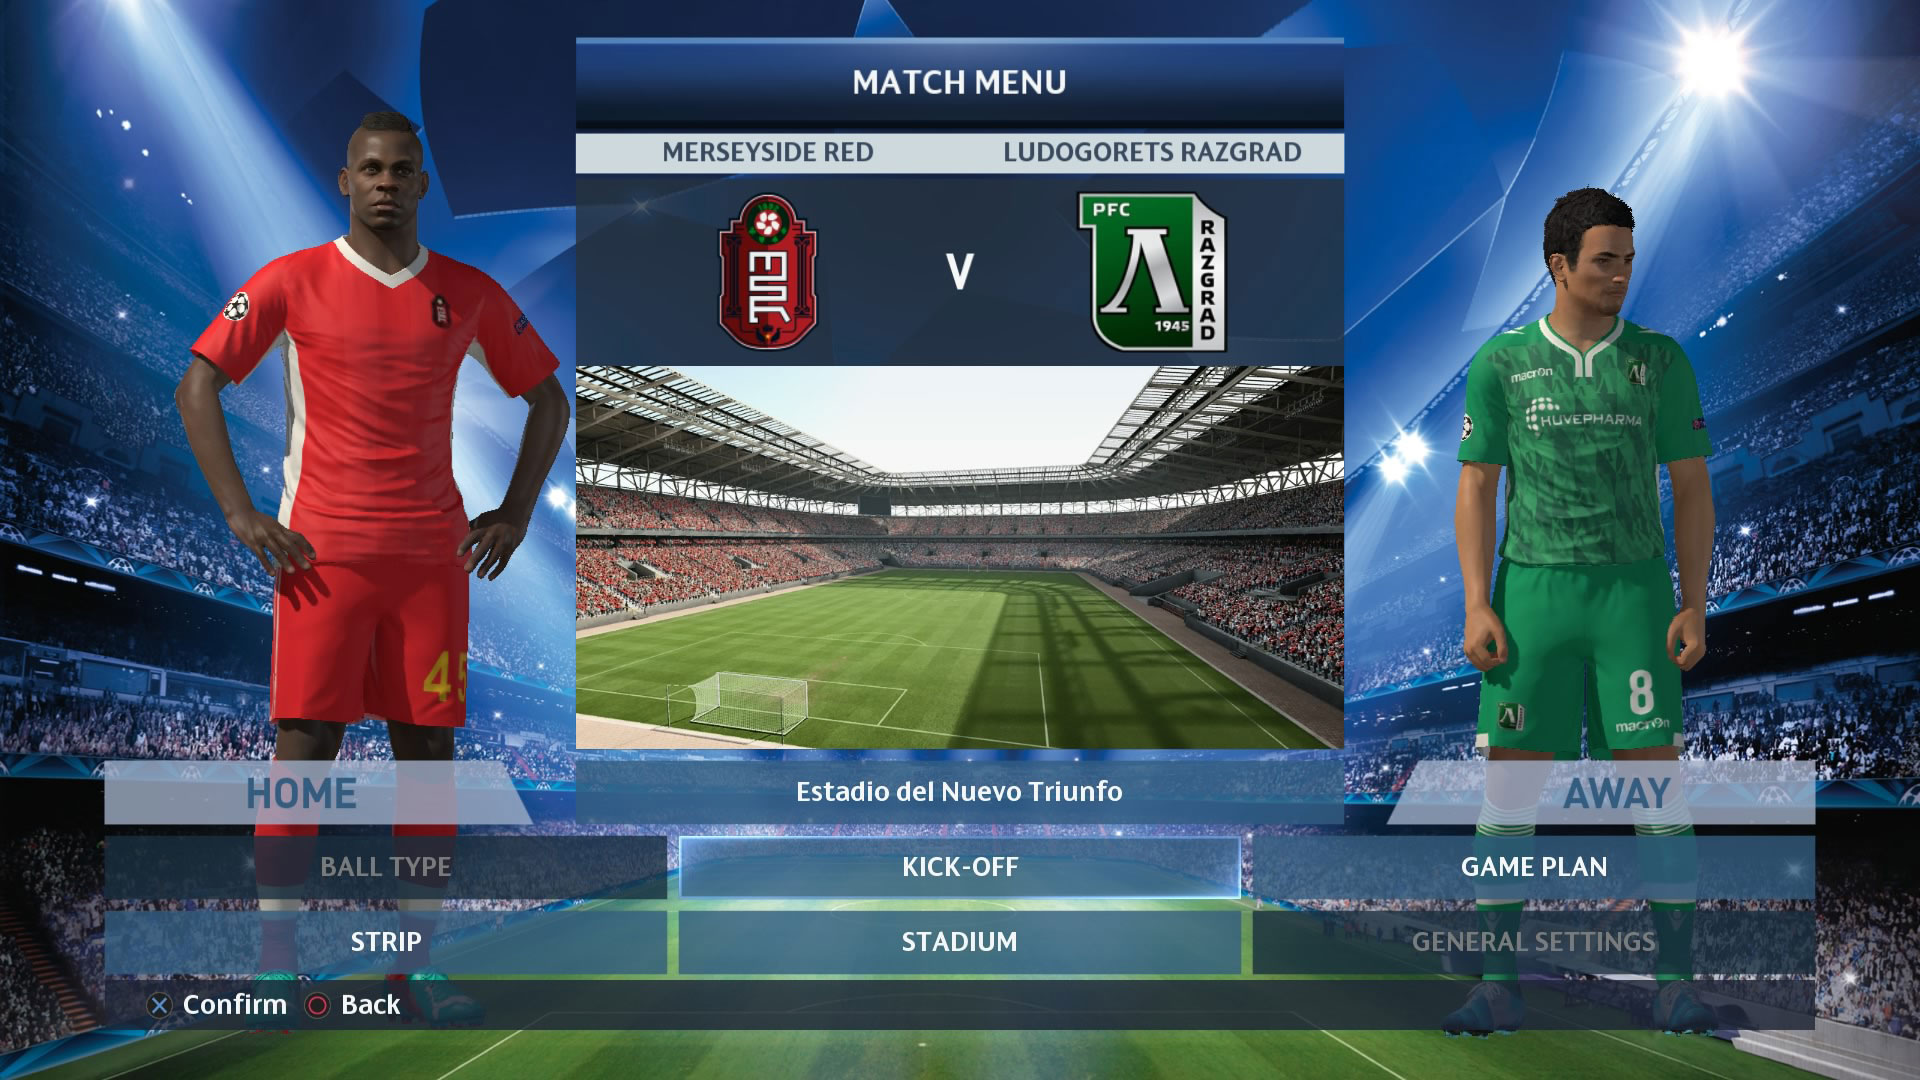 MATCH MENU
MERSEYSIDE RED
LUDOGORETS RAZGRAD
PFC
RAZGRAD
1945
V
macron
HUVEPHARMA
45
8
macron
Estadio del Nuevo Triunfo
HOME
AWAY
BALL TYPE
KICK-OFF
GAME PLAN
STRIP
STADIUM
GENERAL SETTINGS
Confirm
Back